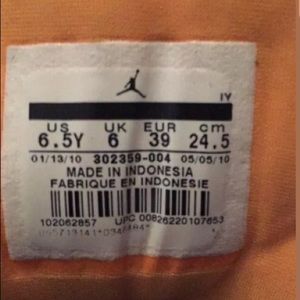 IY
US UK EUR cm
6.5Y 6 39 24.5
01/13/10 302359-004 05/05/10
MADE IN INDONESIA
FABRIQUE EN INDONESIE
102062857 UPC 00826220107653